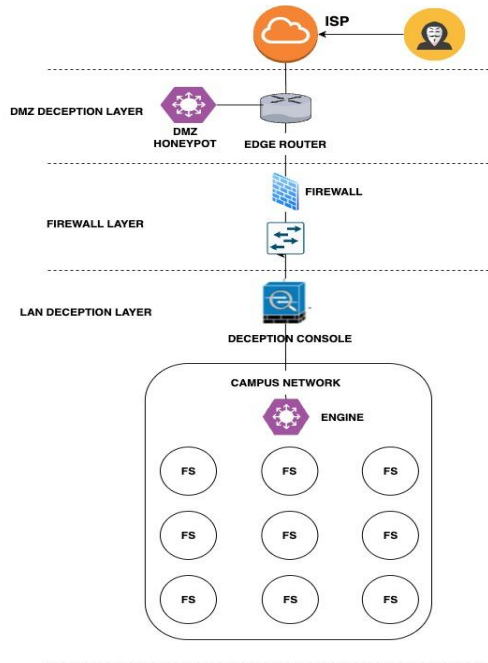 ISP
DMZ DECEPTION LAYER
DMZ
HONEYPOT
EDGE ROUTER
FIREWALL
FIREWALL LAYER
LAN DECEPTION LAYER
DECEPTION CONSOLE
CAMPUS NETWORK
ENGINE
FS FS FS
FS FS FS
FS FS FS